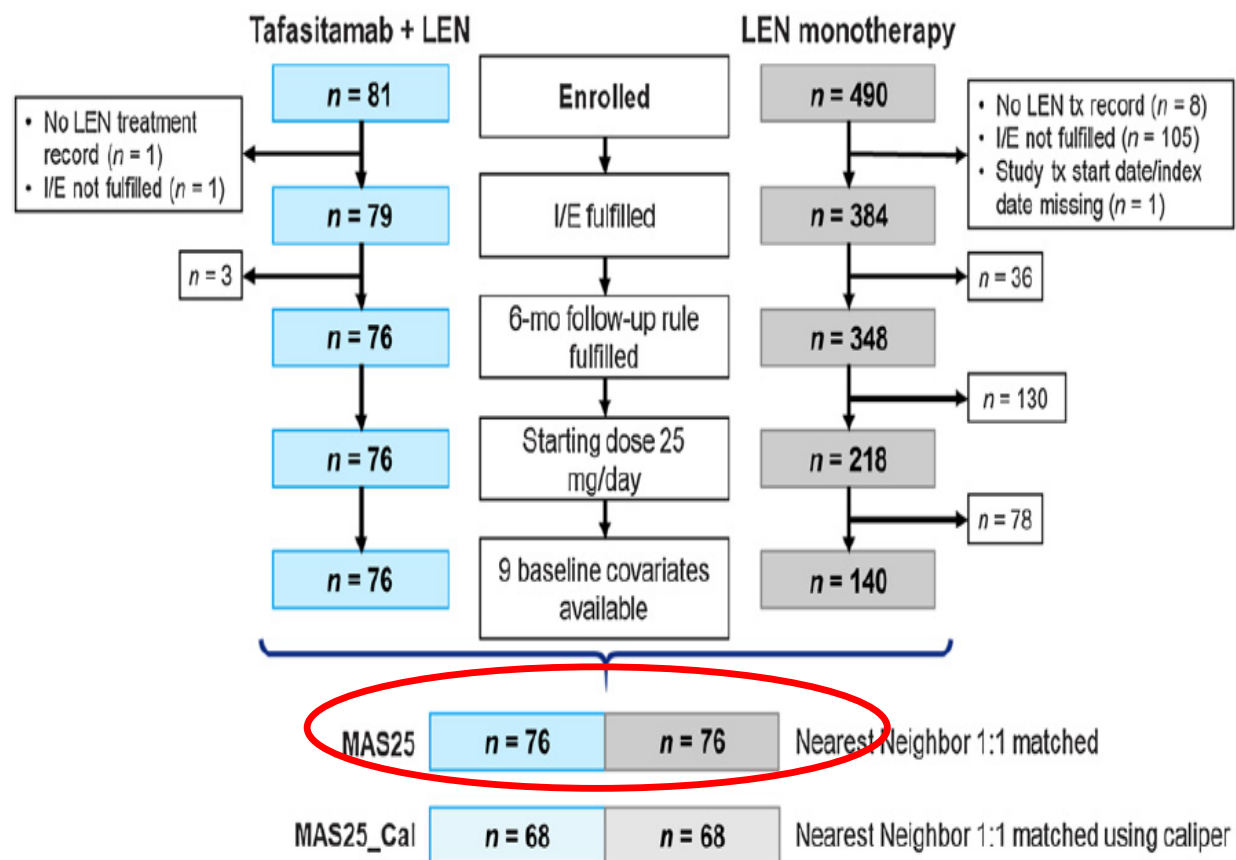 Tafasitamab + LEN
LEN monotherapy
n = 81
Enrolled
n = 490
• No LEN treatment
record (n = 1)
• I/E not fulfilled (n = 1)
• No LEN tx record (n = 8)
• I/E not fulfilled (n = 105)
• Study tx start date/index
date missing (n = 1)
n = 79
I/E fulfilled
n = 384
n = 3
n = 36
n = 76
6-mo follow-up rule
fulfilled
n = 348
n = 130
n = 76
Starting dose 25
mg/day
n = 218
n = 78
n = 76
9 baseline covariates
available
n = 140
MAS25 n = 76 n = 76 Nearest Neighbor 1:1 matched
MAS25_Cal n = 68 n = 68 Nearest Neighbor 1:1 matched using caliper